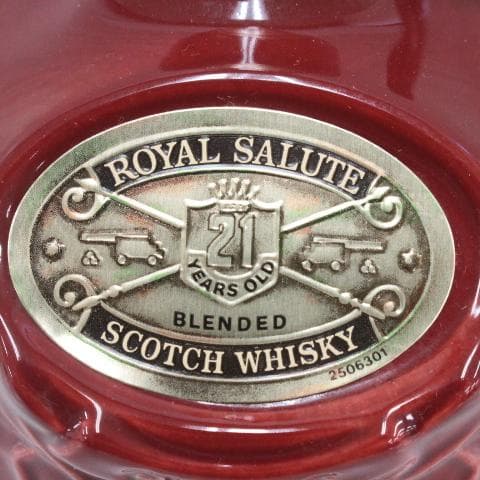 ROYAL SALUTE
21
YEARS OLD
BLENDED
SCOTCH WHISKY
2506301